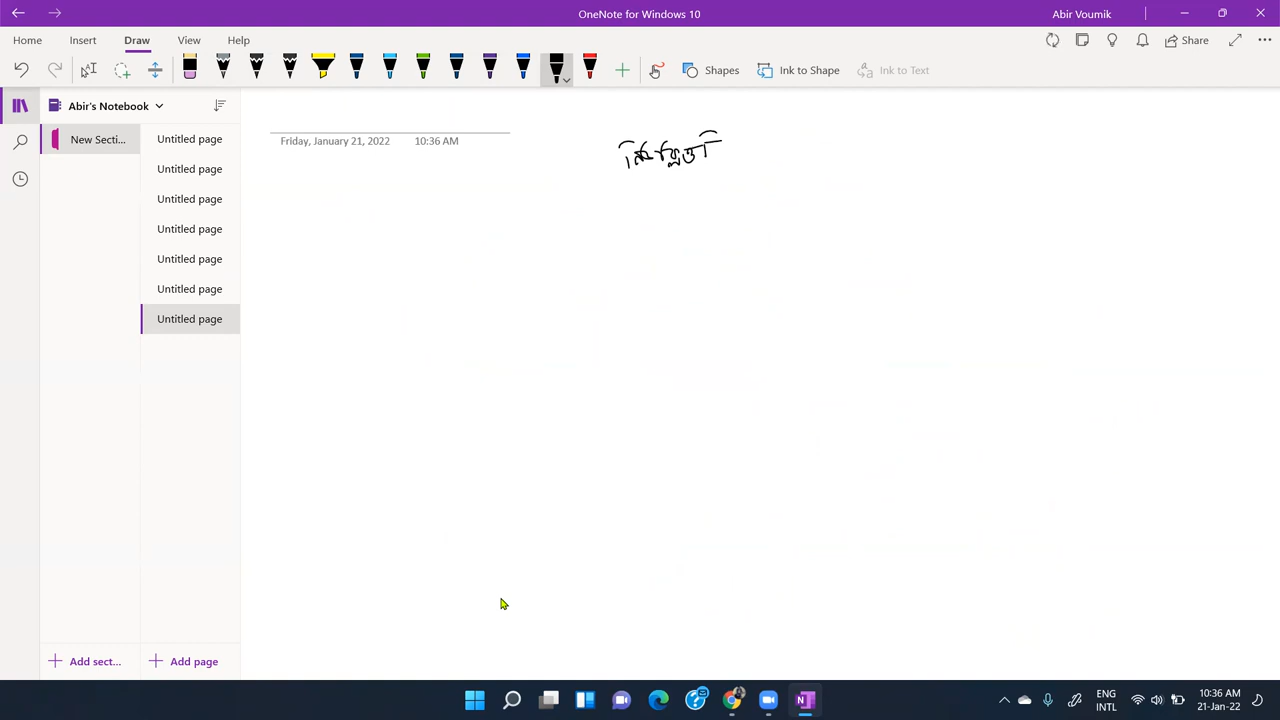 OneNote for Windows 10
Abir Voumik
Home Insert Draw View Help
Share
Shapes
Ink to Shape
Ink to Text
Abir's Notebook
New Secti...
Untitled page
Untitled page
Untitled page
Untitled page
Untitled page
Untitled page
Untitled page
Friday, January 21, 2022 10:36 AM
Add sect...
Add page
ENG
INTL
10:36 AM
21-Jan-22